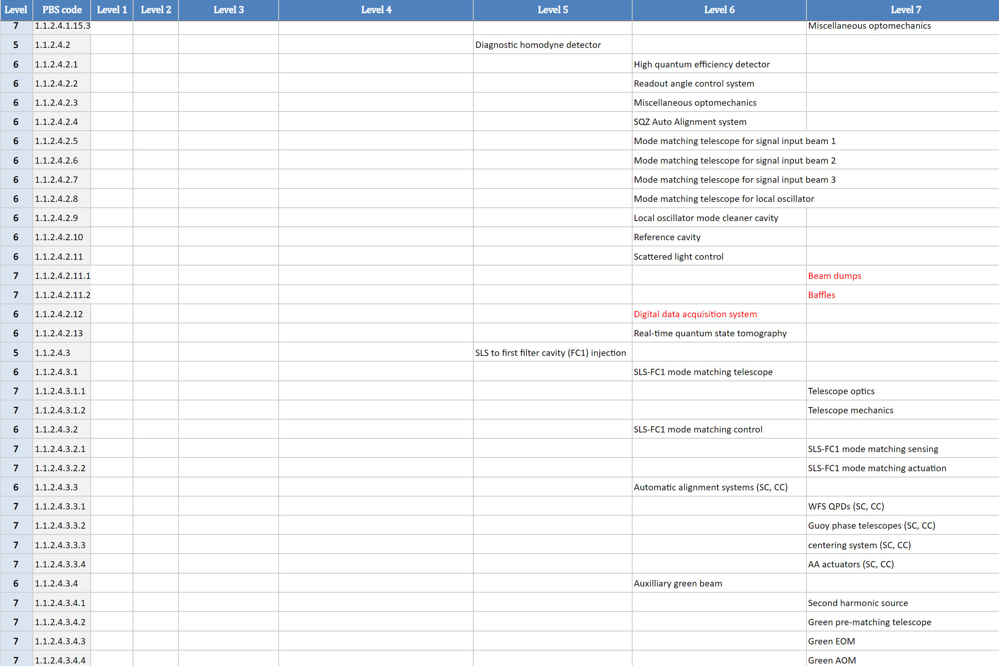 Level PBS code Level 1 Level 2 Level 3 Level 4 Level 5 Level 6 Level 7
7 1.1.2.4.1.15.3 Miscellaneous optomechanics
5 1.1.2.4.2 Diagnostic homodyne detector
6 1.1.2.4.2.1 High quantum efficiency detector
6 1.1.2.4.2.2 Readout angle control system
6 1.1.2.4.2.3 Miscellaneous optomechanics
6 1.1.2.4.2.4 SQZ Auto Alignment system
6 1.1.2.4.2.5 Mode matching telescope for signal input beam 1
6 1.1.2.4.2.6 Mode matching telescope for signal input beam 2
6 1.1.2.4.2.7 Mode matching telescope for signal input beam 3
6 1.1.2.4.2.8 Mode matching telescope for local oscillator
6 1.1.2.4.2.9 Local oscillator mode cleaner cavity
6 1.1.2.4.2.10 Reference cavity
6 1.1.2.4.2.11 Scattered light control
7 1.1.2.4.2.11.1 Beam dumps
7 1.1.2.4.2.11.2 Baffles
6 1.1.2.4.2.12 Digital data acquisition system
6 1.1.2.4.2.13 Real-time quantum state tomography
5 1.1.2.4.3 SLS to first filter cavity (FC1) injection
6 1.1.2.4.3.1 SLS-FC1 mode matching telescope
7 1.1.2.4.3.1.1 Telescope optics
7 1.1.2.4.3.1.2 Telescope mechanics
6 1.1.2.4.3.2 SLS-FC1 mode matching control
7 1.1.2.4.3.2.1 SLS-FC1 mode matching sensing
7 1.1.2.4.3.2.2 SLS-FC1 mode matching actuation
6 1.1.2.4.3.3 Automatic alignment systems (SC, CC)
7 1.1.2.4.3.3.1 WFS QPDs (SC, CC)
7 1.1.2.4.3.3.2 Guoy phase telescopes (SC, CC)
7 1.1.2.4.3.3.3 centering system (SC, CC)
7 1.1.2.4.3.3.4 AA actuators (SC, CC)
6 1.1.2.4.3.4 Auxilliary green beam
7 1.1.2.4.3.4.1 Second harmonic source
7 1.1.2.4.3.4.2 Green pre-matching telescope
7 1.1.2.4.3.4.3 Green EOM
7 1.1.2.4.3.4.4 Green AOM